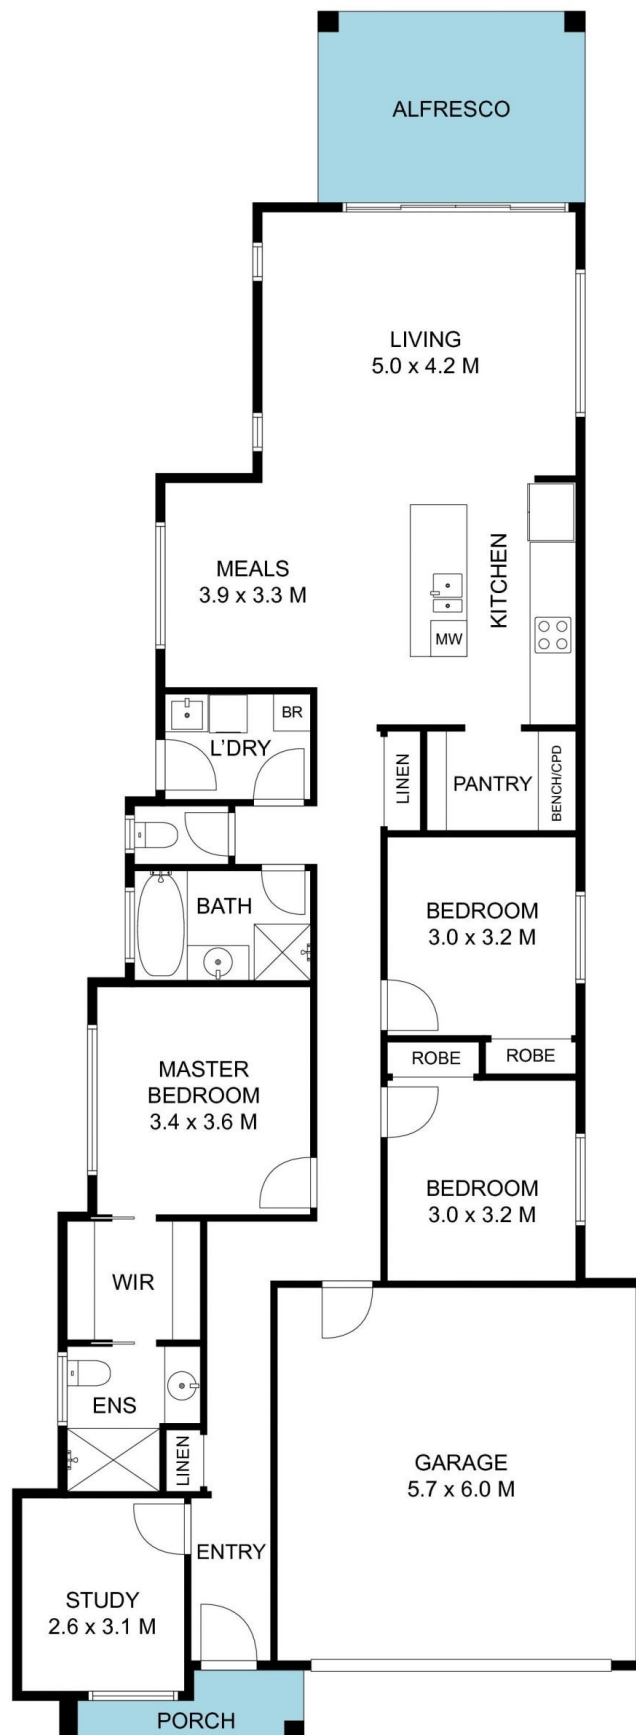 ALFRESCO
LIVING
5.0 x 4.2 M
MEALS
3.9 x 3.3 M
KITCHEN
MW
BR
L'DRY
LINEN
PANTRY
BENCH/CPD
BATH
BEDROOM
3.0 x 3.2 M
ROBE
ROBE
MASTER
BEDROOM
3.4 x 3.6 M
BEDROOM
3.0 x 3.2 M
WIR
ENS
LINEN
GARAGE
5.7 x 6.0 M
ENTRY
STUDY
2.6 x 3.1 M
PORCH